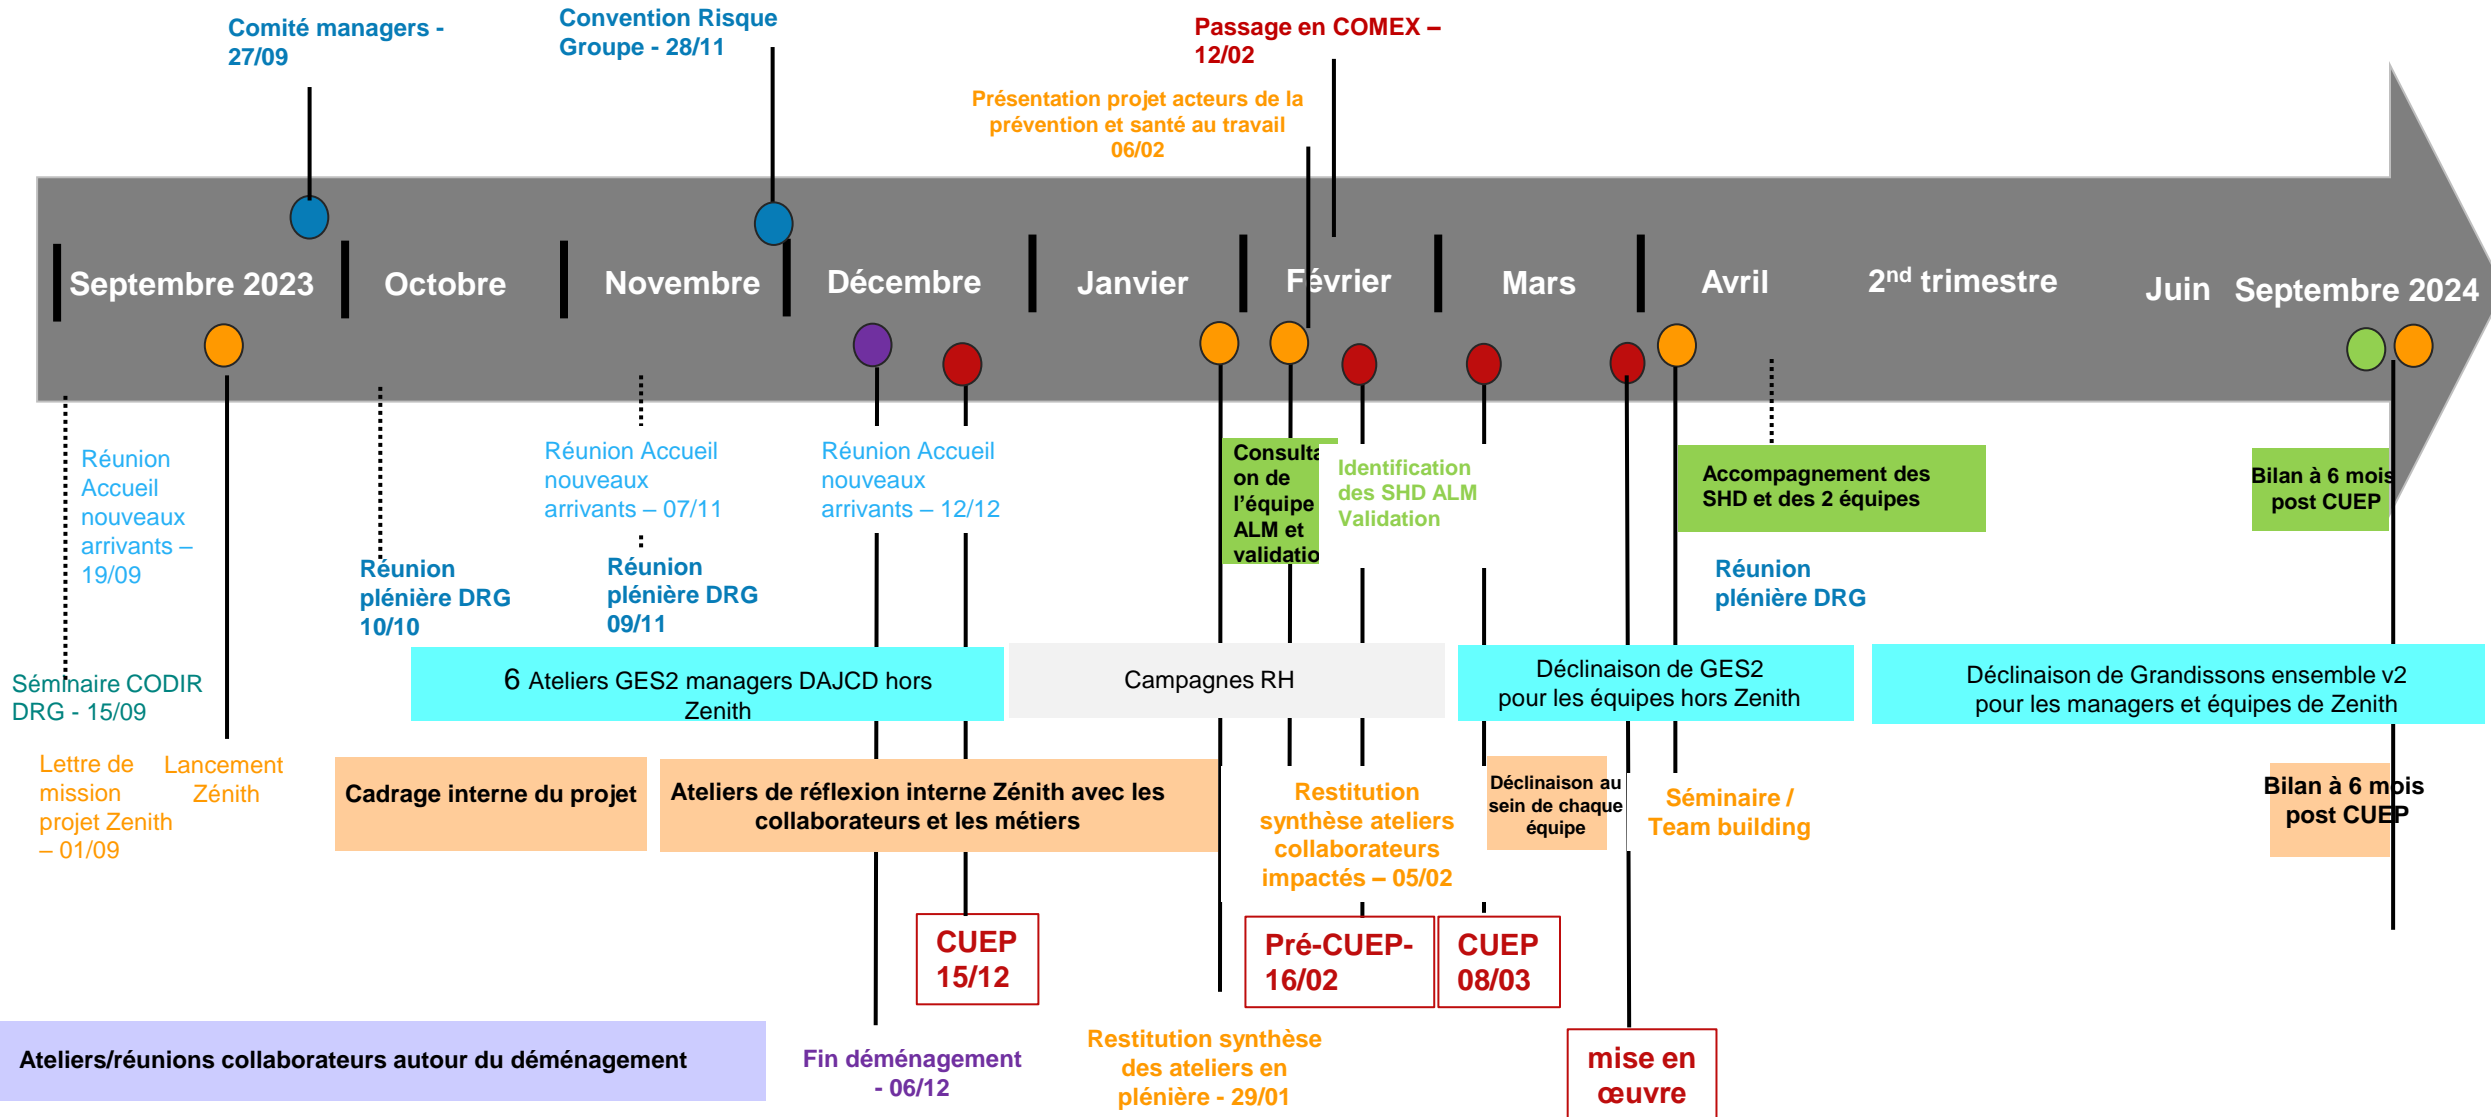 Comité managers -
27/09
Convention Risque
Groupe - 28/11
Passage en COMEX –
12/02
Présentation projet acteurs de la
prévention et santé au travail
06/02
Septembre 2023
Octobre
Novembre
Décembre
Janvier
Février
Mars
Avril
2nd trimestre
Juin
Septembre 2024
Réunion
Accueil
nouveaux
arrivants –
19/09
Réunion
plénière DRG
10/10
Réunion Accueil
nouveaux
arrivants – 07/11
Réunion
plénière DRG
09/11
Réunion Accueil
nouveaux
arrivants – 12/12
Consulta
on de
l'équipe
ALM et
validatio
Identification
des SHD ALM
Validation
Accompagnement des
SHD et des 2 équipes
Réunion
plénière DRG
Bilan à 6 mois
post CUEP
Séminaire CODIR
DRG - 15/09
6 Ateliers GES2 managers DAJCD hors
Zenith
Campagnes RH
Déclinaison de GES2
pour les équipes hors Zenith
Déclinaison de Grandissons ensemble v2
pour les managers et équipes de Zenith
Lettre de
mission
projet Zenith
– 01/09
Lancement
Zénith
Cadrage interne du projet
Ateliers de réflexion interne Zénith avec les
collaborateurs et les métiers
Restitution
synthèse ateliers
collaborateurs
impactés – 05/02
Déclinaison au
sein de chaque
équipe
Séminaire /
Team building
Bilan à 6 mois
post CUEP
CUEP
15/12
Pré-CUEP-
16/02
CUEP
08/03
Ateliers/réunions collaborateurs autour du déménagement
Fin déménagement
- 06/12
Restitution synthèse
des ateliers en
plénière - 29/01
mise en
œuvre